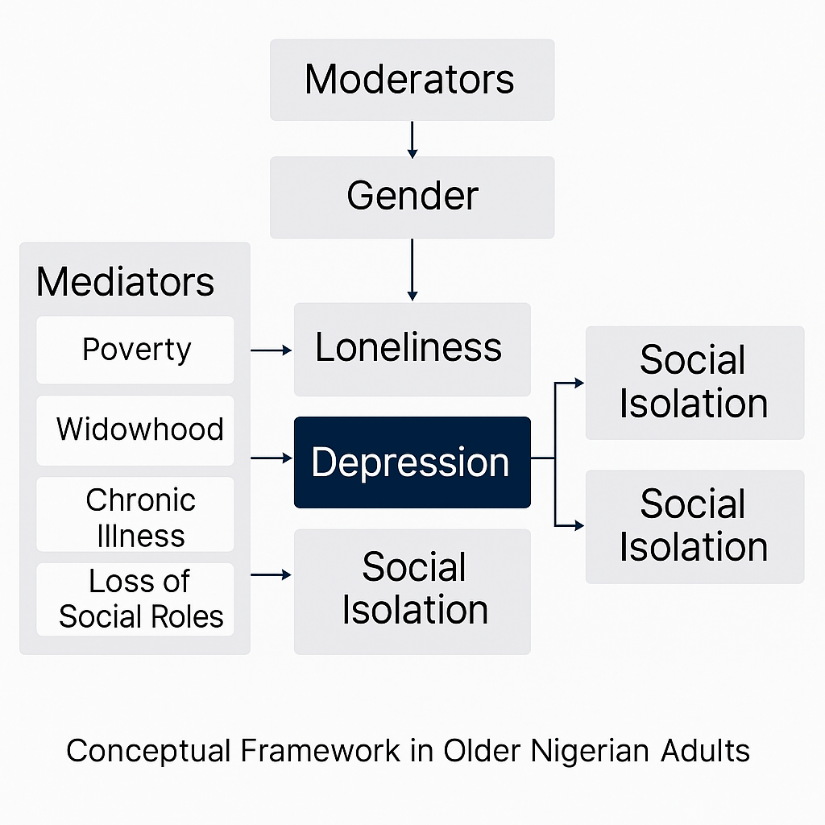 Moderators
Gender
Mediators
Poverty
Widowhood
Chronic
Illness
Loss of
Social Roles
Loneliness
Depression
Social
Isolation
Social
Isolation
Social
Isolation
Conceptual Framework in Older Nigerian Adults